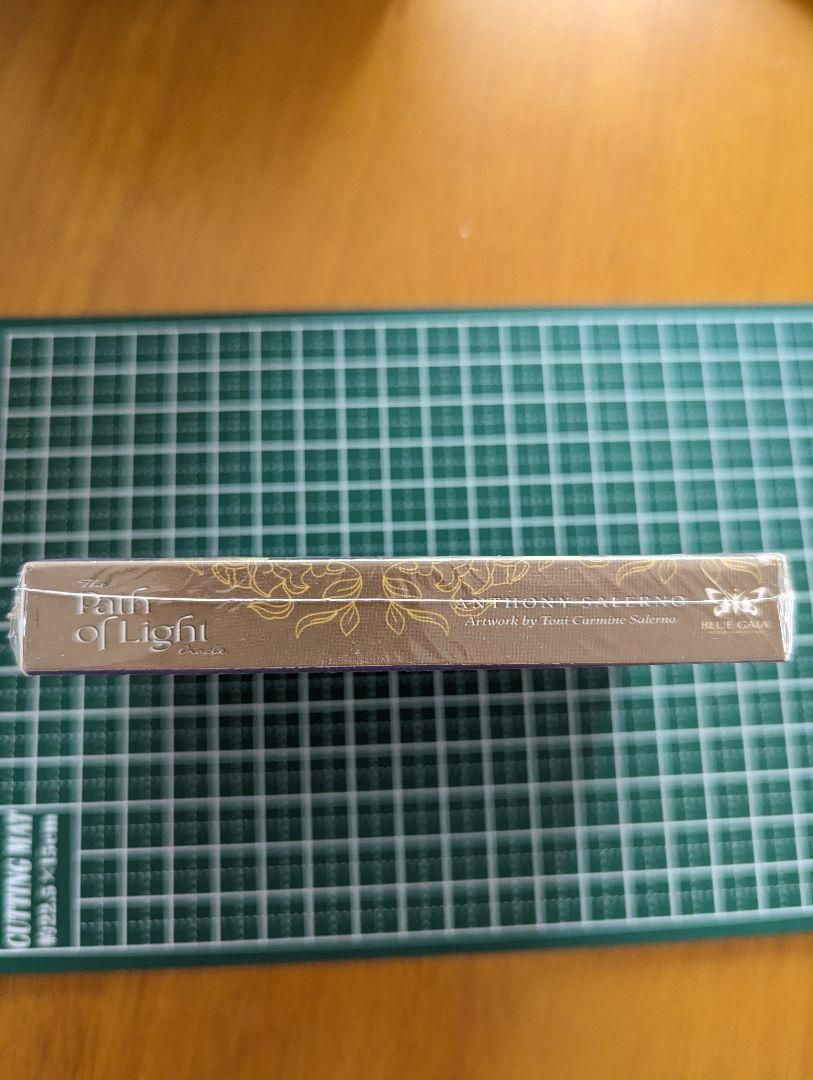 The
Path
of Light
Oracle
ANTHONY SALERNO
Artwork by Toni Carmine Salerno
BLUE GAIA
CUTTING MAT